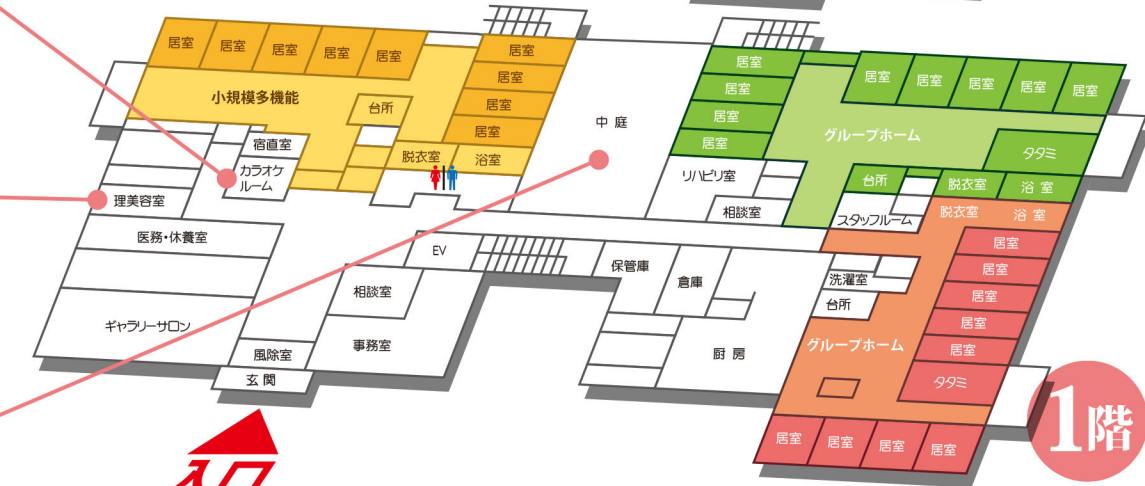 居室
居室
居室
居室
居室
小規模多機能
台所
居室
居室
居室
居室
脱衣室
浴室
宿直室
カラオケ
ルーム
理美容室
医務・休養室
ギャラリーサロン
風除室
玄関
相談室
事務室
EV
中庭
リハビリ室
相談室
保管庫
倉庫
厨房
居室
居室
居室
居室
居室
居室
居室
居室
居室
グループホーム
タタミ
台所
脱衣室
浴室
スタッフルーム
脱衣室
浴室
居室
居室
居室
居室
居室
タタミ
洗濯室
台所
グループホーム
居室
居室
居室
居室
入口
1階